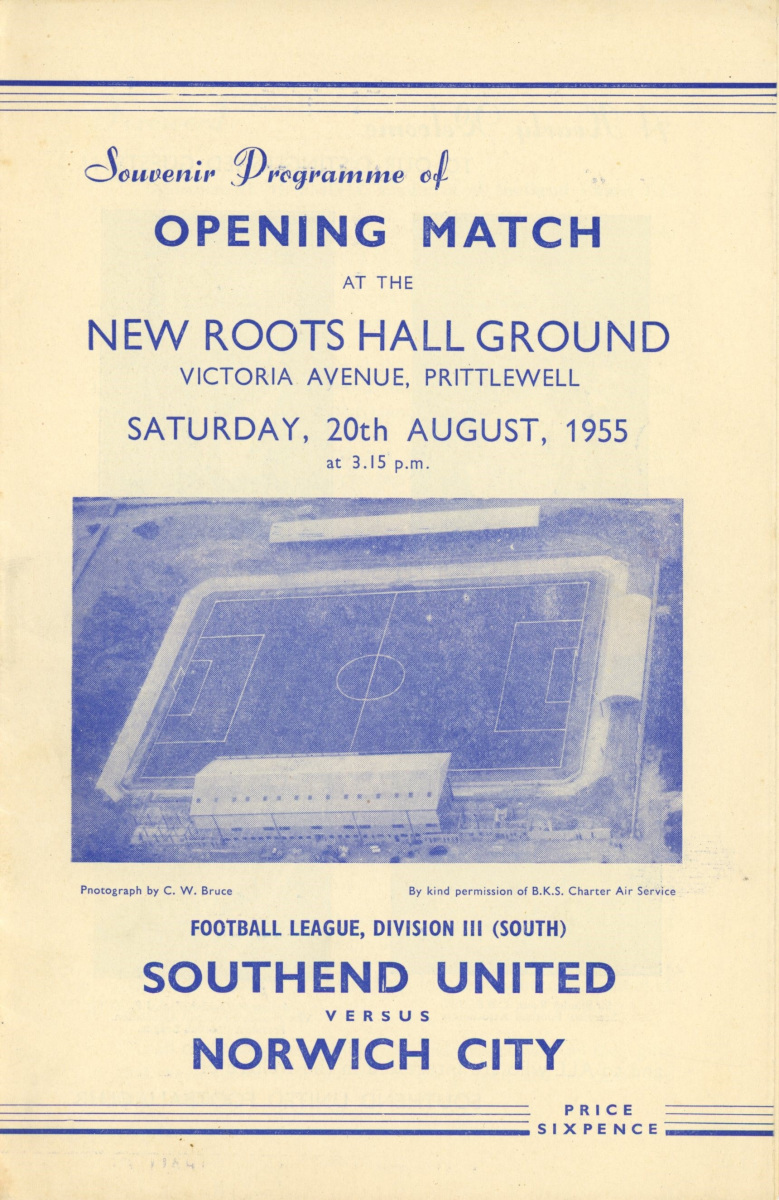 Souvenir Programme of
OPENING MATCH
AT THE
NEW ROOTS HALL GROUND
VICTORIA AVENUE, PRITTLEWELL
SATURDAY, 20th AUGUST, 1955
at 3.15 p.m.
Photograph by C. W. Bruce
By kind permission of B.K.S. Charter Air Service
FOOTBALL LEAGUE, DIVISION III (SOUTH)
SOUTHEND UNITED
VERSUS
NORWICH CITY
PRICE
SIXPENCE